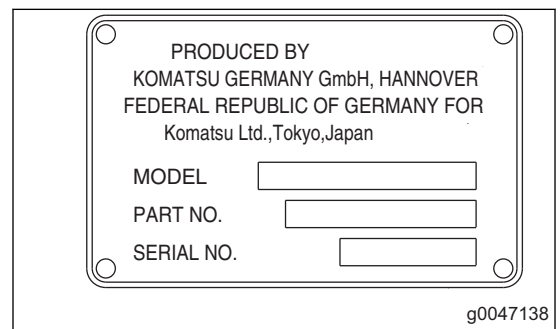 PRODUCED BY
KOMATSU GERMANY GmbH, HANNOVER
FEDERAL REPUBLIC OF GERMANY FOR
Komatsu Ltd.,Tokyo,Japan
MODEL
PART NO.
SERIAL NO.
g0047138